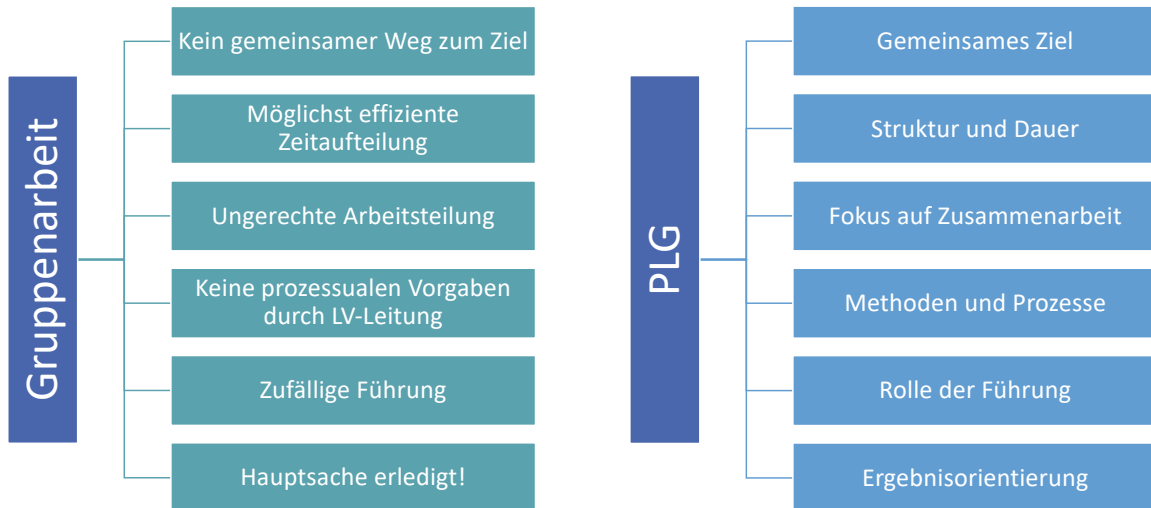 Gruppenarbeit
Kein gemeinsamer Weg zum Ziel
Möglichst effiziente
Zeitaufteilung
Ungerechte Arbeitsteilung
Keine prozessualen Vorgaben
durch LV-Leitung
Zufällige Führung
Hauptsache erledigt!
PLG
Gemeinsames Ziel
Struktur und Dauer
Fokus auf Zusammenarbeit
Methoden und Prozesse
Rolle der Führung
Ergebnisorientierung